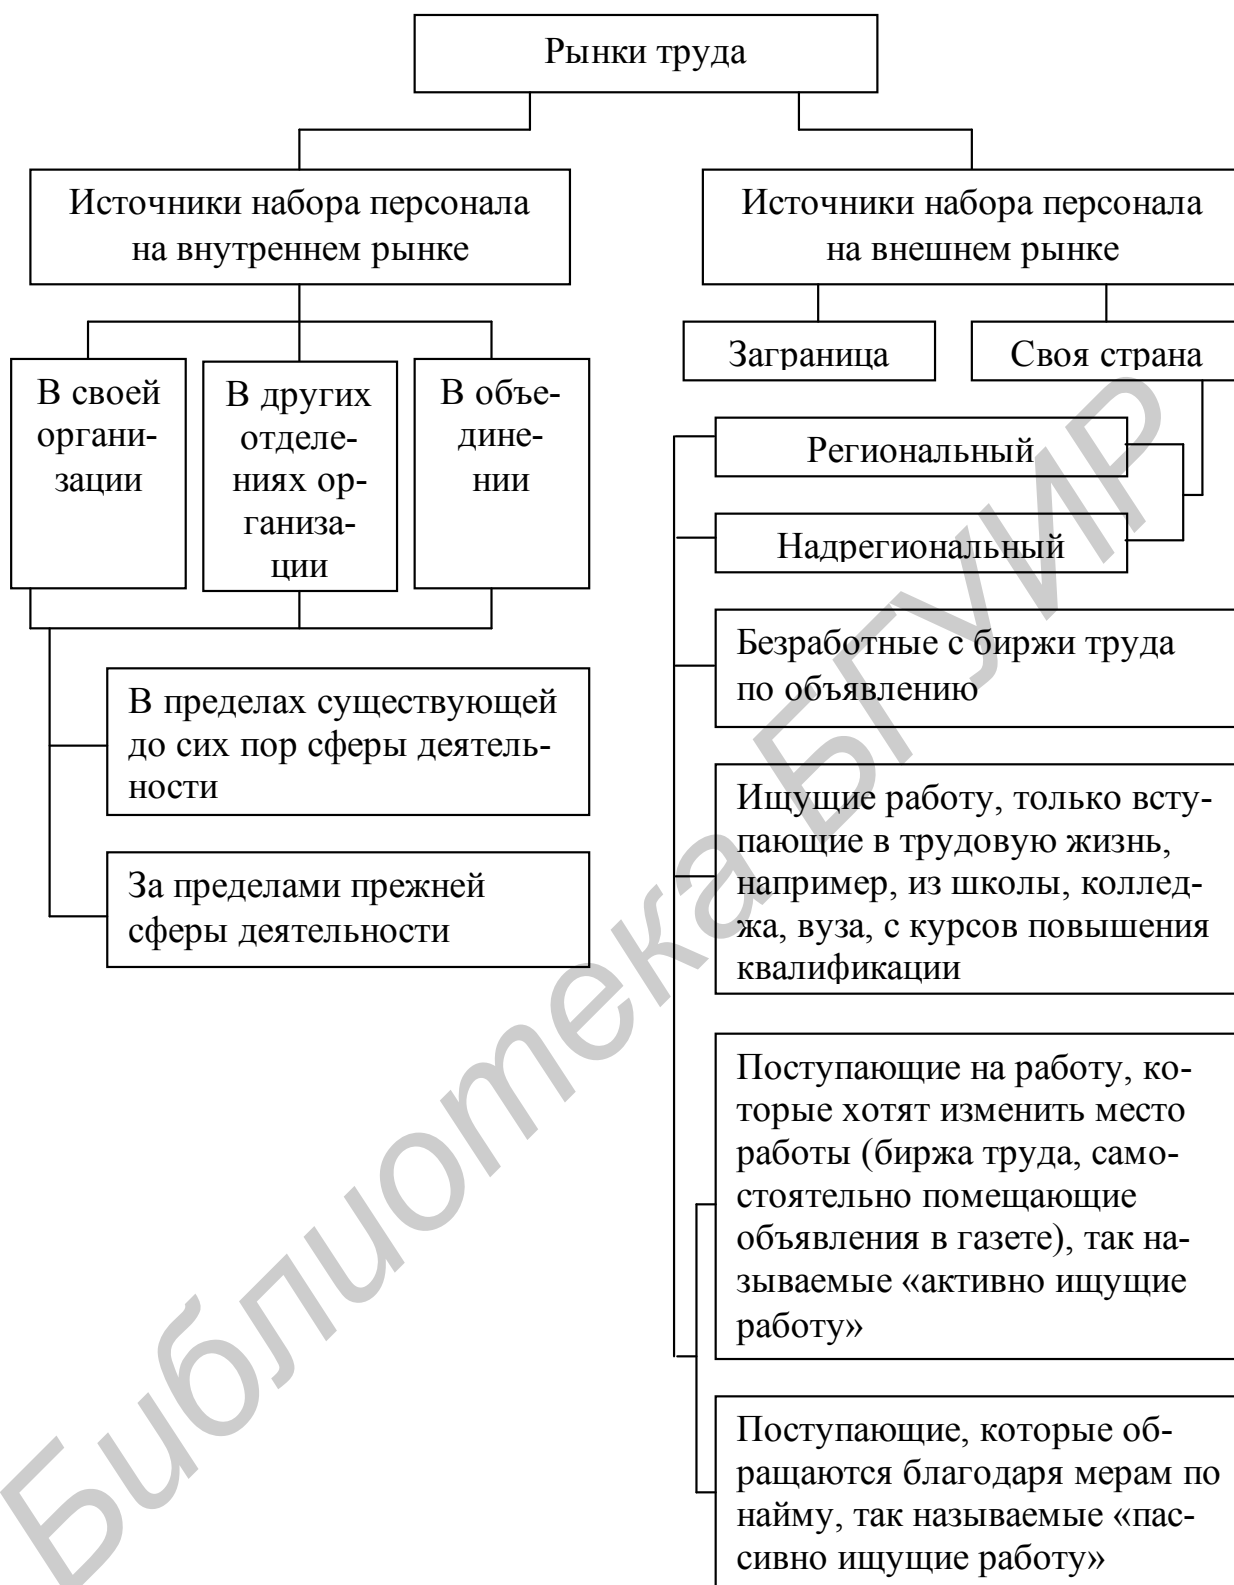 Рынки труда
Источники набора персонала
на внутреннем рынке
Источники набора персонала
на внешнем рынке
Заграница
Своя страна
В своей
органи-
зации
В других
отделе-
ниях ор-
ганиза-
ции
В объе-
дине-
нии
Региональный
Надрегиональный
В пределах существующей
до сих пор сферы деятель-
ности
За пределами прежней
сферы деятельности
Безработные с биржи труда
по объявлению
Ищущие работу, только всту-
пающие в трудовую жизнь,
например, из школы, коллед-
жа, вуза, с курсов повышения
квалификации
Поступающие на работу, ко-
торые хотят изменить место
работы (биржа труда, само-
стоятельно помещающие
объявления в газете), так на-
зываемые «активно ищущие
работу»
Поступающие, которые об-
ращаются благодаря мерам по
найму, так называемые «пас-
сивно ищущие работу»
Библиотека БГУИР